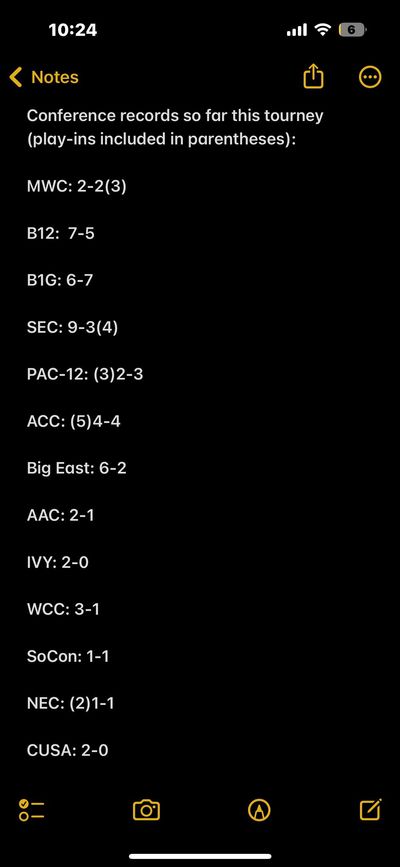 10:24
6
Notes
Conference records so far this tourney
(play-ins included in parentheses):
MWC: 2-2(3)
B12:  7-5
B1G: 6-7
SEC: 9-3(4)
PAC-12: (3)2-3
ACC: (5)4-4
Big East: 6-2
AAC: 2-1
IVY: 2-0
WCC: 3-1
SoCon: 1-1
NEC: (2)1-1
CUSA: 2-0